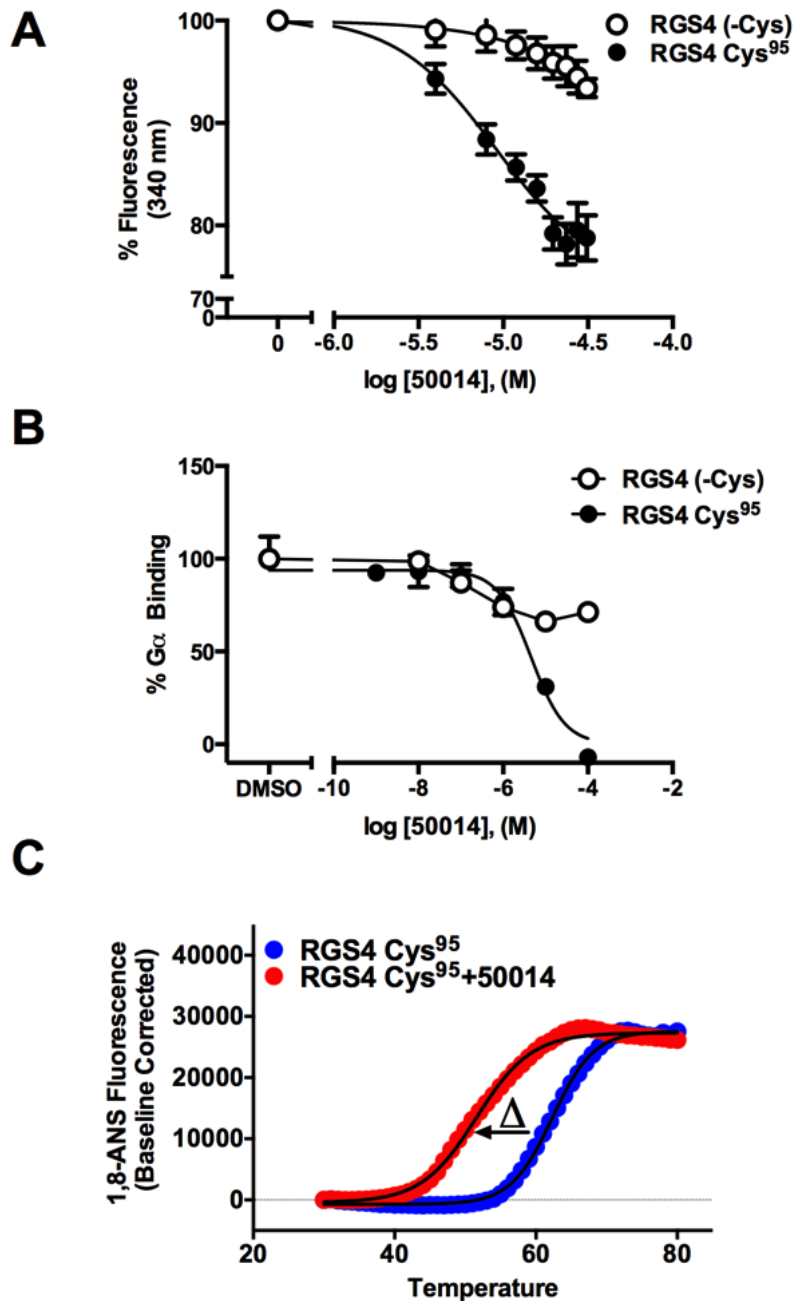 A
RGS4 (-Cys)
RGS4 Cys95
% Fluorescence
(340 nm)
100
90
80
70
0
0
-6.0
-5.5
-5.0
-4.5
-4.0
log [50014], (M)
B
RGS4 (-Cys)
RGS4 Cys95
% Gα Binding
150
100
50
0
DMSO
-10
-8
-6
-4
-2
log [50014], (M)
C
RGS4 Cys95
RGS4 Cys95+50014
1,8-ANS Fluorescence
(Baseline Corrected)
40000
30000
20000
10000
0
Δ
20
40
60
80
Temperature